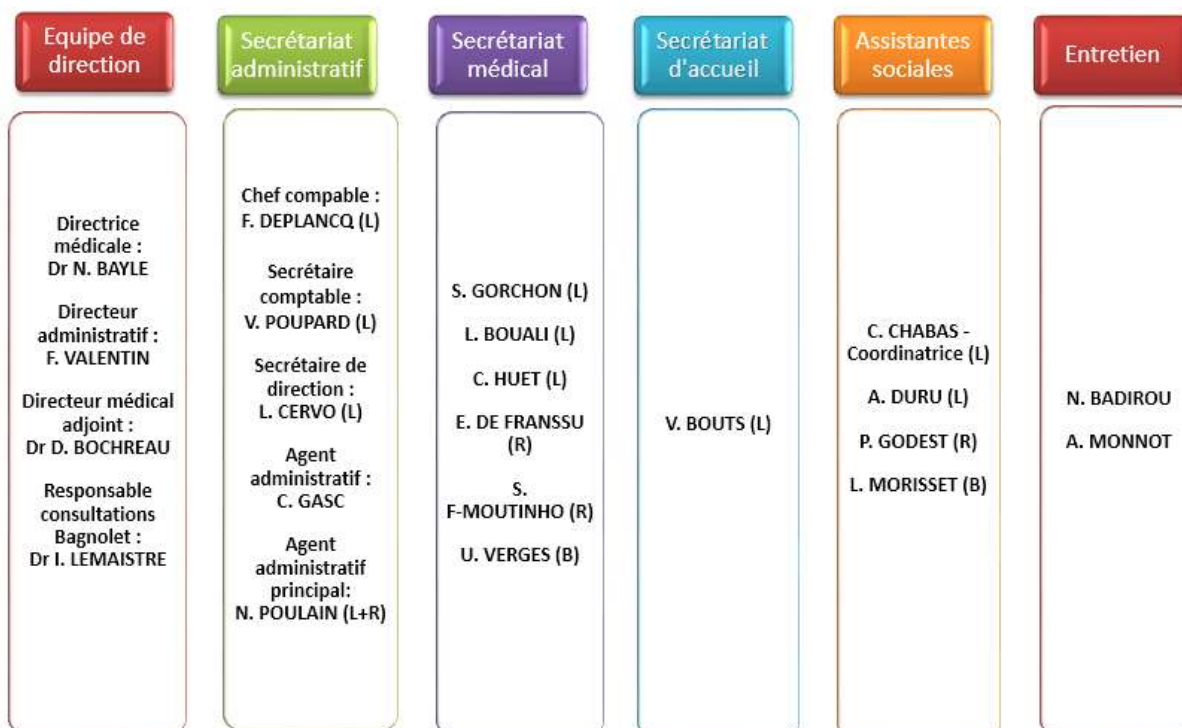 Equipe de
direction
Directrice
médicale :
Dr N. BAYLE
Directeur
administratif :
F. VALENTIN
Directeur médical
adjoint :
Dr D. BOCHREAU
Responsable
consultations
Bagnolet :
Dr I. LEMAISTRE
Secrétariat
administratif
Chef compable :
F. DEPLANCQ (L)
Secrétaire
comptable :
V. POUPARD (L)
Secrétaire de
direction :
L. CERVO (L)
Agent
administratif :
C. GASC
Agent
administratif
principal:
N. POULAIN (L+R)
Secrétariat
médical
S. GORCHON (L)
L. BOUALI (L)
C. HUET (L)
E. DE FRANSSU
(R)
S.
F-MOUTINHO (R)
U. VERGES (B)
Secrétariat
d'accueil
V. BOUTS (L)
Assistantes
sociales
C. CHABAS -
Coordinatrice (L)
A. DURU (L)
P. GODEST (R)
L. MORISSET (B)
Entretien
N. BADIROU
A. MONNOT